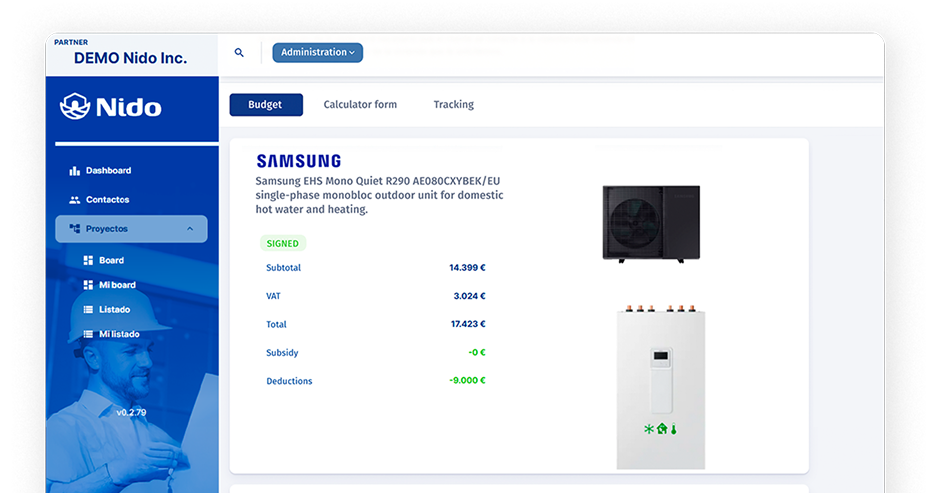 PARTNER
DEMO Nido Inc.
Administration
Nido
Budget
Calculator form
Tracking
Dashboard
Contactos
Proyectos
Board
Mi board
Listado
Mi listado
v0.2.79
SAMSUNG
Samsung EHS Mono Quiet R290 AE080CXYBEK/EU
single-phase monobloc outdoor unit for domestic
hot water and heating.
SIGNED
Subtotal 14.399 €
VAT 3.024 €
Total 17.423 €
Subsidy -0 €
Deductions -9.000 €